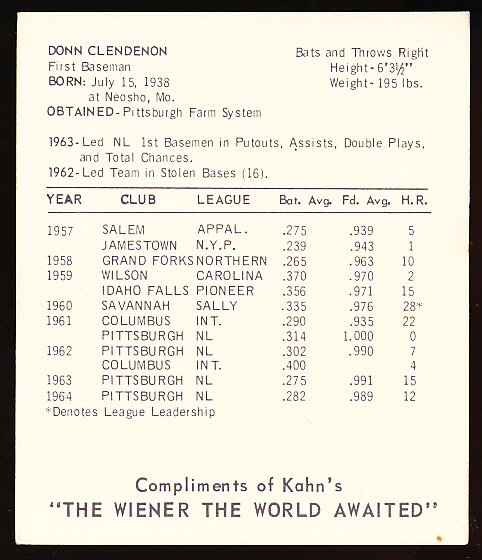 DONN CLENDENON Bats and Throws Right
First Baseman Height-6'3½"
BORN: July 15, 1938 Weight-195 lbs.
at Neosho, Mo.
OBTAINED-Pittsburgh Farm System
1963-Led NL 1st Basemen in Putouts, Assists, Double Plays,
and Total Chances.
1962-Led Team in Stolen Bases (16).
YEAR CLUB LEAGUE Bat. Avg. Fd. Avg. H.R.
1957 SALEM APPAL. .275 .939 5
JAMESTOWN N.Y.P. .239 .943 1
1958 GRAND FORKS NORTHERN .265 .963 10
1959 WILSON CAROLINA .370 .970 2
IDAHO FALLS PIONEER .356 .971 15
1960 SAVANNAH SALLY .335 .976 28*
1961 COLUMBUS INT. .290 .935 22
PITTSBURGH NL .314 1.000 0
1962 PITTSBURGH NL .302 .990 7
COLUMBUS INT. .400 4
1963 PITTSBURGH NL .275 .991 15
1964 PITTSBURGH NL .282 .989 12
*Denotes League Leadership
Compliments of Kahn's
"THE WIENER THE WORLD AWAITED"